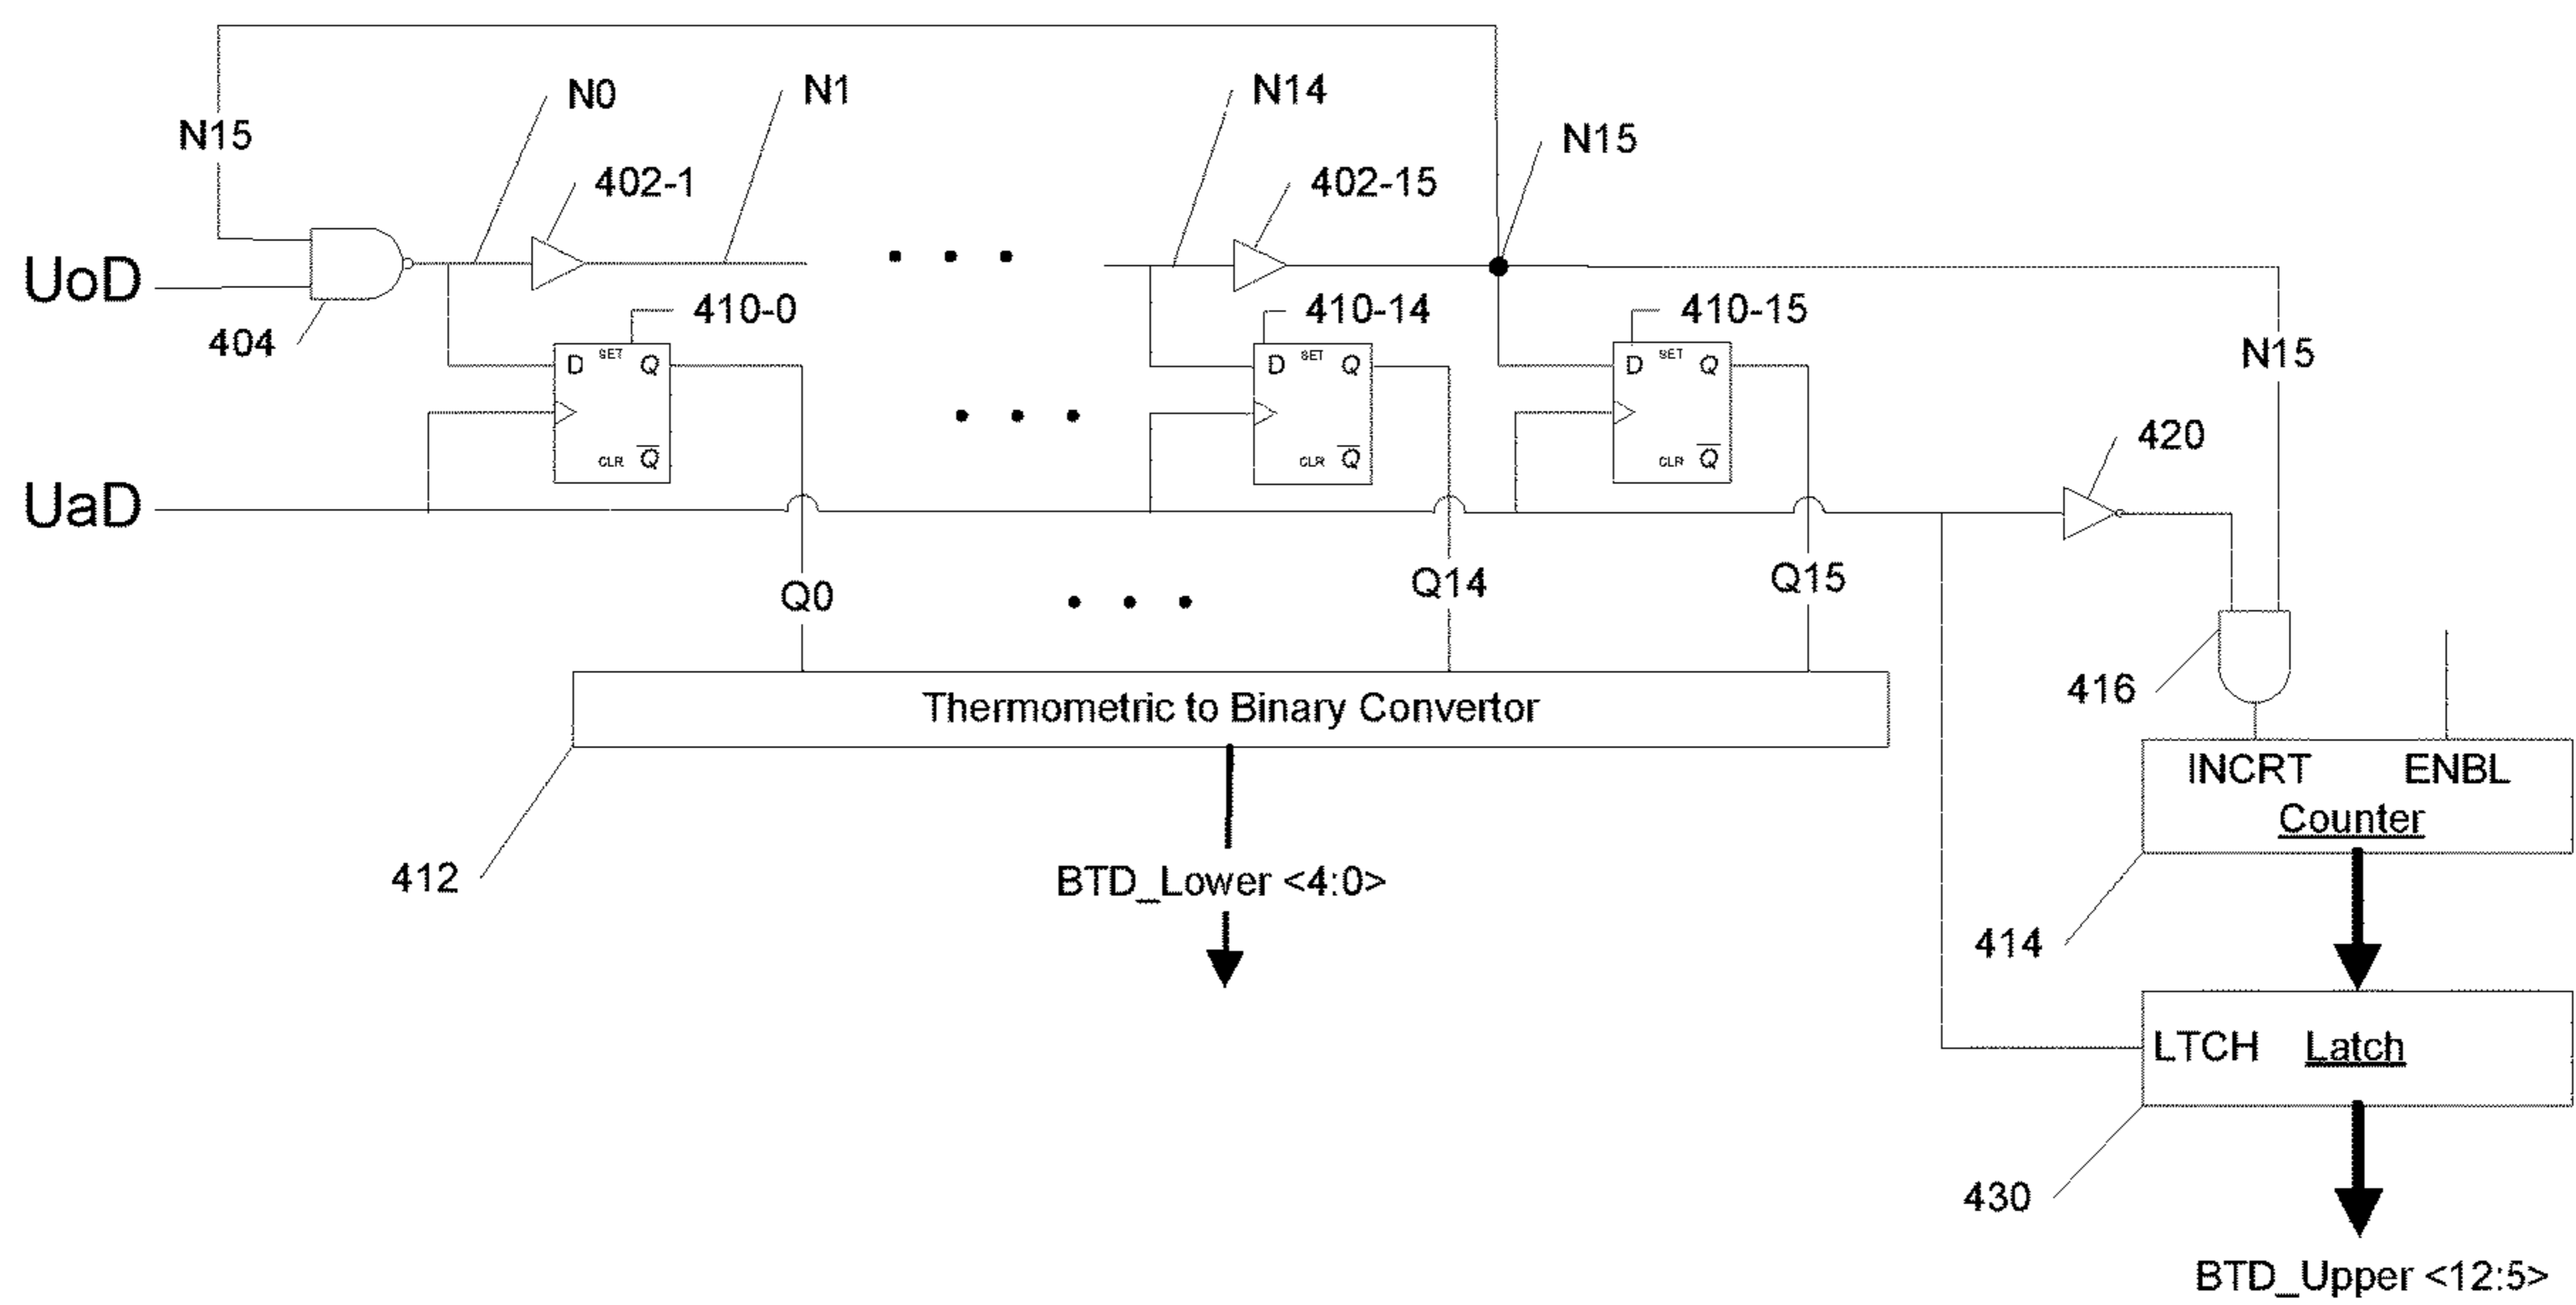 N15
N0
N1
N14
N15
402-1
402-15
UoD
404
410-0
410-14
410-15
D SET Q
CLR Q̅
D SET Q
CLR Q̅
D SET Q
CLR Q̅
N15
420
UaD
Q0
Q14
Q15
416
Thermometric to Binary Convertor
412
BTD_Lower <4:0>
INCRT ENBL
Counter
414
LTCH Latch
430
BTD_Upper <12:5>